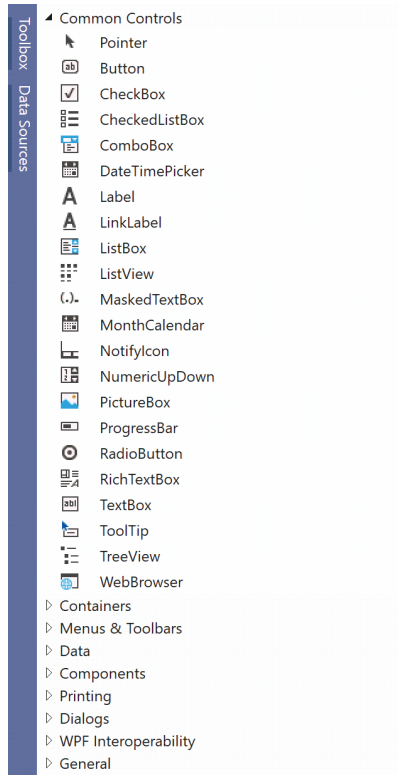 Toolbox
Data Sources
Common Controls
Pointer
Button
CheckBox
CheckedListBox
ComboBox
DateTimePicker
Label
LinkLabel
ListBox
ListView
MaskedTextBox
MonthCalendar
NotifyIcon
NumericUpDown
PictureBox
ProgressBar
RadioButton
RichTextBox
TextBox
ToolTip
TreeView
WebBrowser
Containers
Menus & Toolbars
Data
Components
Printing
Dialogs
WPF Interoperability
General